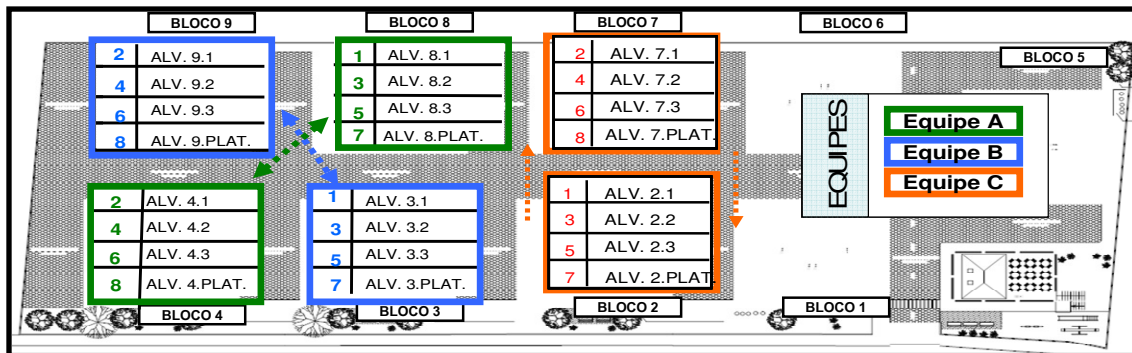 BLOCO 9
BLOCO 8
BLOCO 7
BLOCO 6
BLOCO 5
2 ALV. 9.1
4 ALV. 9.2
6 ALV. 9.3
8 ALV. 9.PLAT.
1 ALV. 8.1
3 ALV. 8.2
5 ALV. 8.3
7 ALV. 8.PLAT.
2 ALV. 7.1
4 ALV. 7.2
6 ALV. 7.3
8 ALV. 7.PLAT.
EQUIPES
Equipe A
Equipe B
Equipe C
2 ALV. 4.1
4 ALV. 4.2
6 ALV. 4.3
8 ALV. 4.PLAT.
1 ALV. 3.1
3 ALV. 3.2
5 ALV. 3.3
7 ALV. 3.PLAT.
1 ALV. 2.1
3 ALV. 2.2
5 ALV. 2.3
7 ALV. 2.PLAT.
BLOCO 4
BLOCO 3
BLOCO 2
BLOCO 1